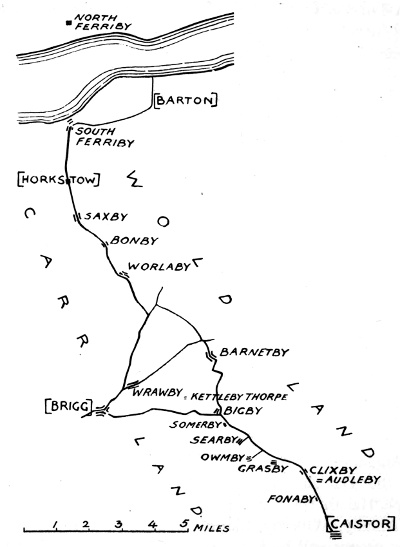 NORTH
FERRIBY
[BARTON]
SOUTH
FERRIBY
[HORKSTOW]
SAXBY
BONBY
WORLABY
WOLD LAND
CARR LAND
BARNETBY
WRAWBY = KETTLEBY THORPE
[BRIGG]
BIGBY
SOMERBY
SEARBY
OWMBY
GRASBY
CLIXBY
= AUDLEBY
FONABY
[CAISTOR]
1 2 3 4 5 MILES